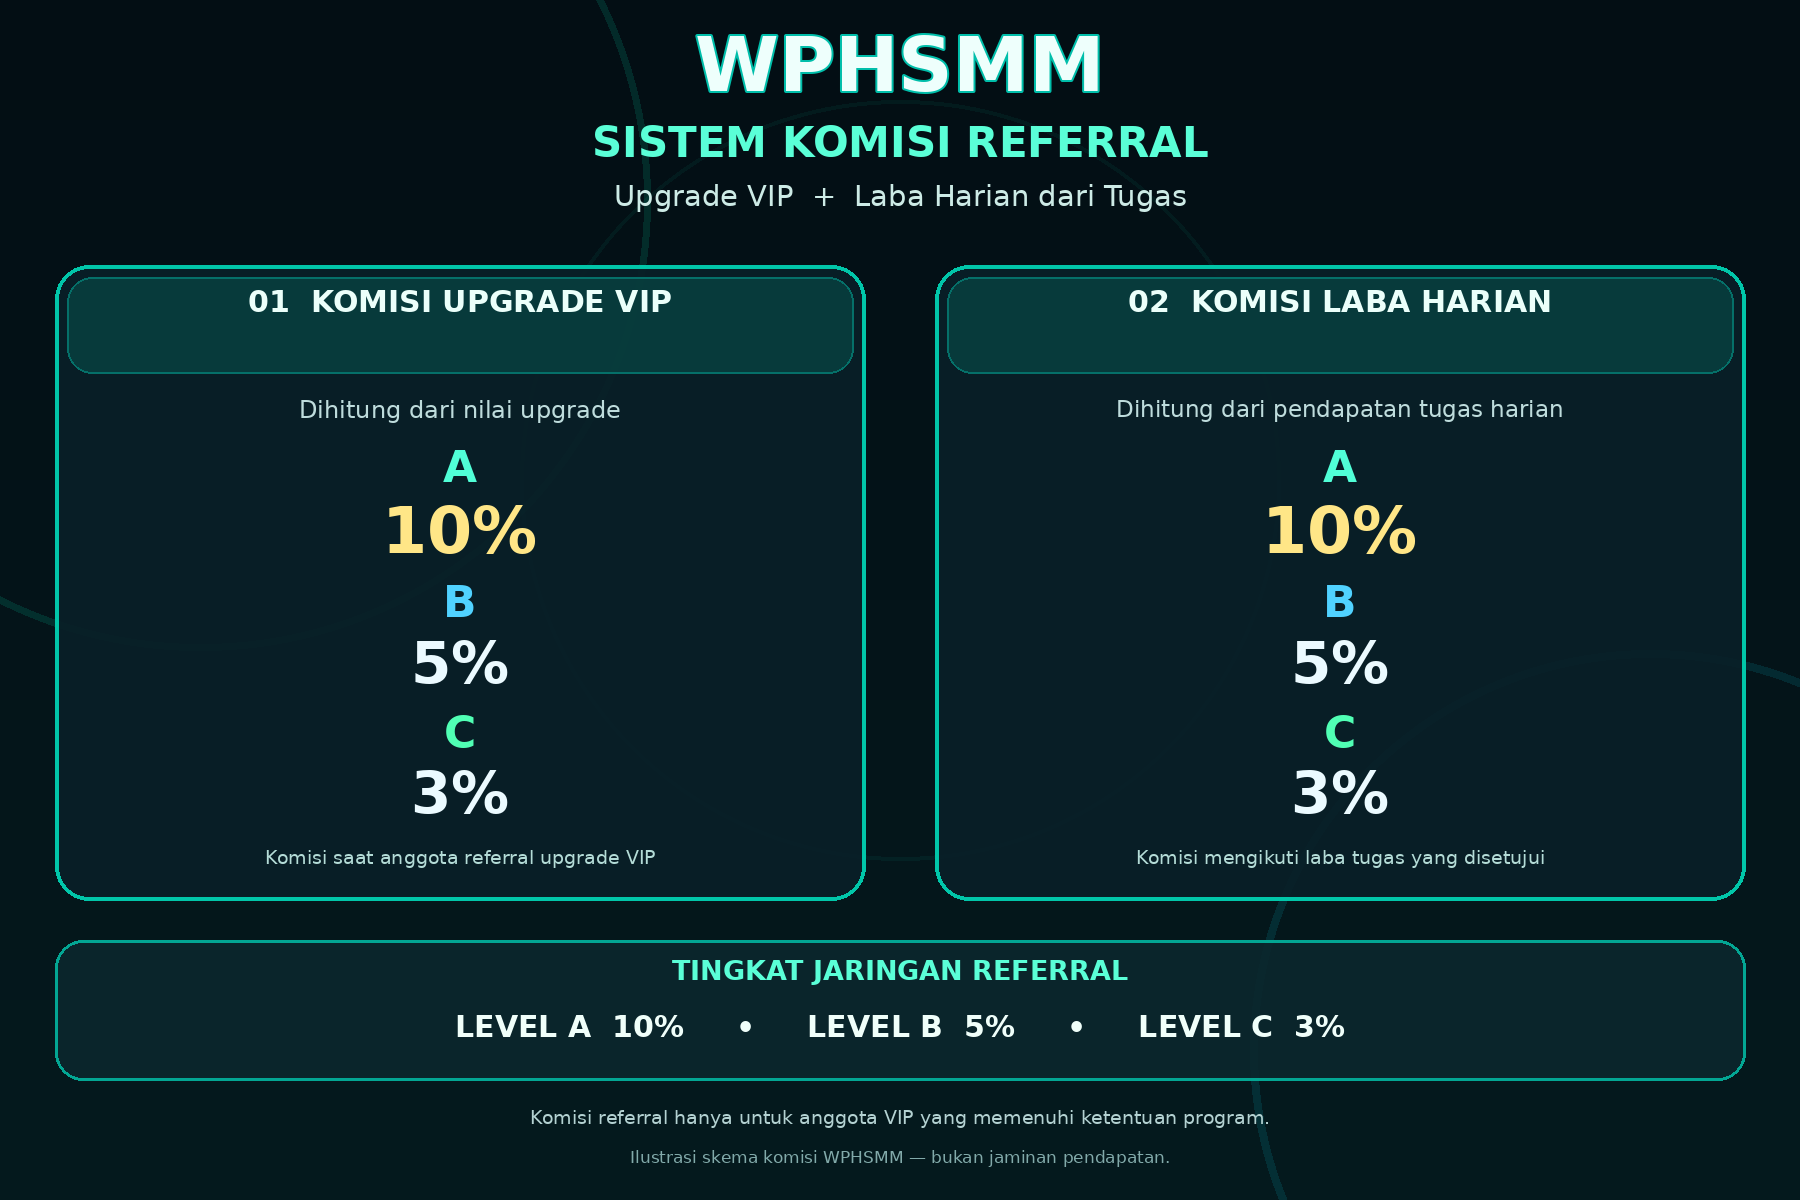 WPHSMM
SISTEM KOMISI REFERRAL
Upgrade VIP + Laba Harian dari Tugas
01 KOMISI UPGRADE VIP
Dihitung dari nilai upgrade
A
10%
B
5%
C
3%
Komisi saat anggota referral upgrade VIP
02 KOMISI LABA HARIAN
Dihitung dari pendapatan tugas harian
A
10%
B
5%
C
3%
Komisi mengikuti laba tugas yang disetujui
TINGKAT JARINGAN REFERRAL
LEVEL A 10% • LEVEL B 5% • LEVEL C 3%
Komisi referral hanya untuk anggota VIP yang memenuhi ketentuan program.
Ilustrasi skema komisi WPHSMM — bukan jaminan pendapatan.